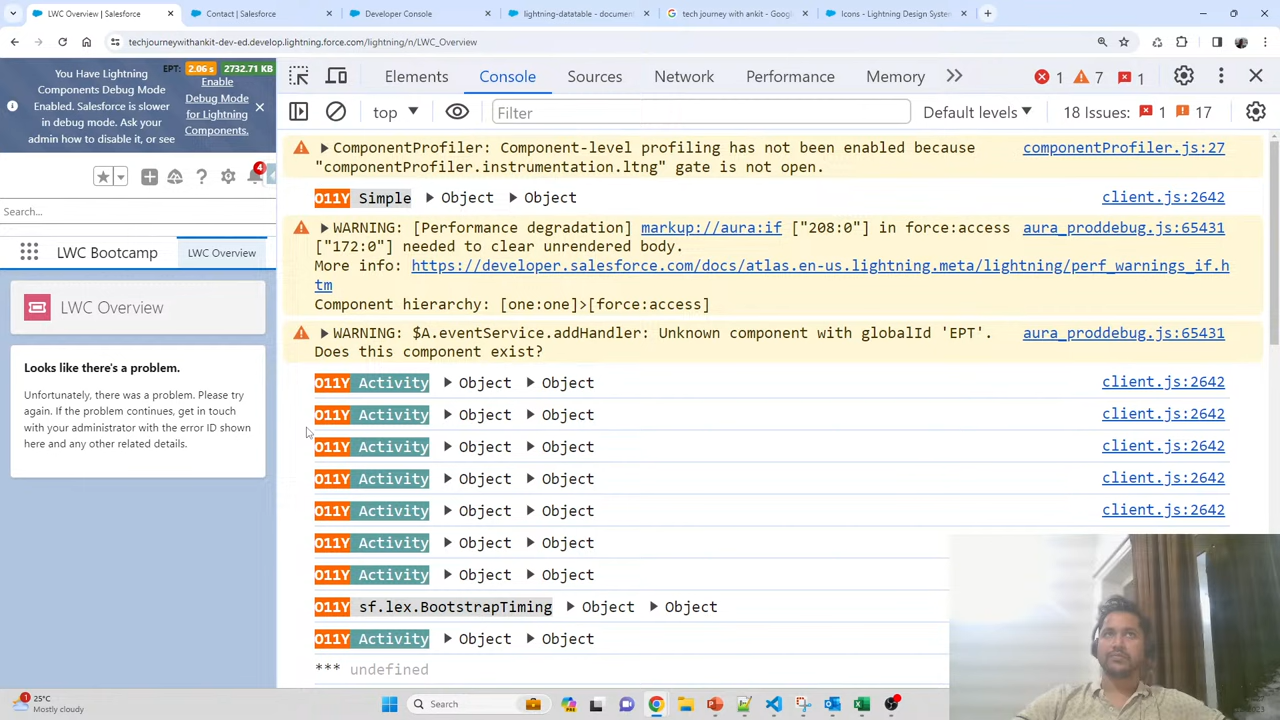 LWC Overview | Salesforce
Contact | Salesforce
Developer Console
lightning-datatable - documen
tech journey with ankit - Goog
Icons - Lightning Design System
techjourneywithankit-dev-ed.develop.lightning.force.com/lightning/n/LWC_Overview
You Have Lightning
Components Debug Mode
Enabled. Salesforce is slower
in debug mode. Ask your
admin how to disable it, or see
EPT: 2.06 s 2732.71 KB
Enable
Debug Mode
for Lightning
Components.
4
Search...
LWC Bootcamp
LWC Overview
LWC Overview
Looks like there's a problem.
Unfortunately, there was a problem. Please try
again. If the problem continues, get in touch
with your administrator with the error ID shown
here and any other related details.
Elements Console Sources Network Performance Memory 1 7 1
top Filter Default levels 18 Issues: 1 17
ComponentProfiler: Component-level profiling has not been enabled because componentProfiler.js:27
"componentProfiler.instrumentation.ltng" gate is not open.
O11Y Simple Object Object client.js:2642
WARNING: [Performance degradation] markup://aura:if ["208:0"] in force:access aura_proddebug.js:65431
["172:0"] needed to clear unrendered body.
More info: https://developer.salesforce.com/docs/atlas.en-us.lightning.meta/lightning/perf_warnings_if.h
tm
Component hierarchy: [one:one]>[force:access]
WARNING: $A.eventService.addHandler: Unknown component with globalId 'EPT'. aura_proddebug.js:65431
Does this component exist?
O11Y Activity Object Object client.js:2642
O11Y Activity Object Object client.js:2642
O11Y Activity Object Object client.js:2642
O11Y Activity Object Object client.js:2642
O11Y Activity Object Object client.js:2642
O11Y Activity Object Object
O11Y Activity Object Object
O11Y sf.lex.BootstrapTiming Object Object
O11Y Activity Object Object
*** undefined
1
25°C
Mostly cloudy
Search